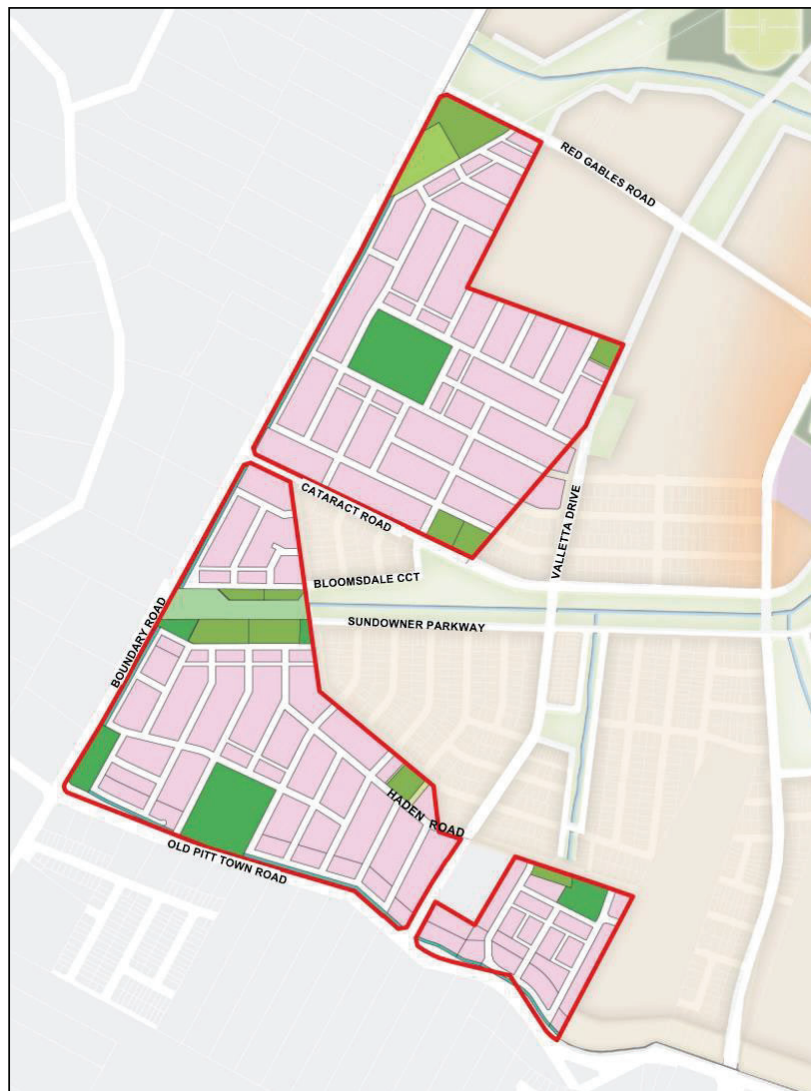 RED GABLES ROAD
CATARACT ROAD
VALLETTA DRIVE
BLOOMSDALE CCT
SUNDOWNER PARKWAY
BOUNDARY ROAD
HADEN ROAD
OLD PITT TOWN ROAD